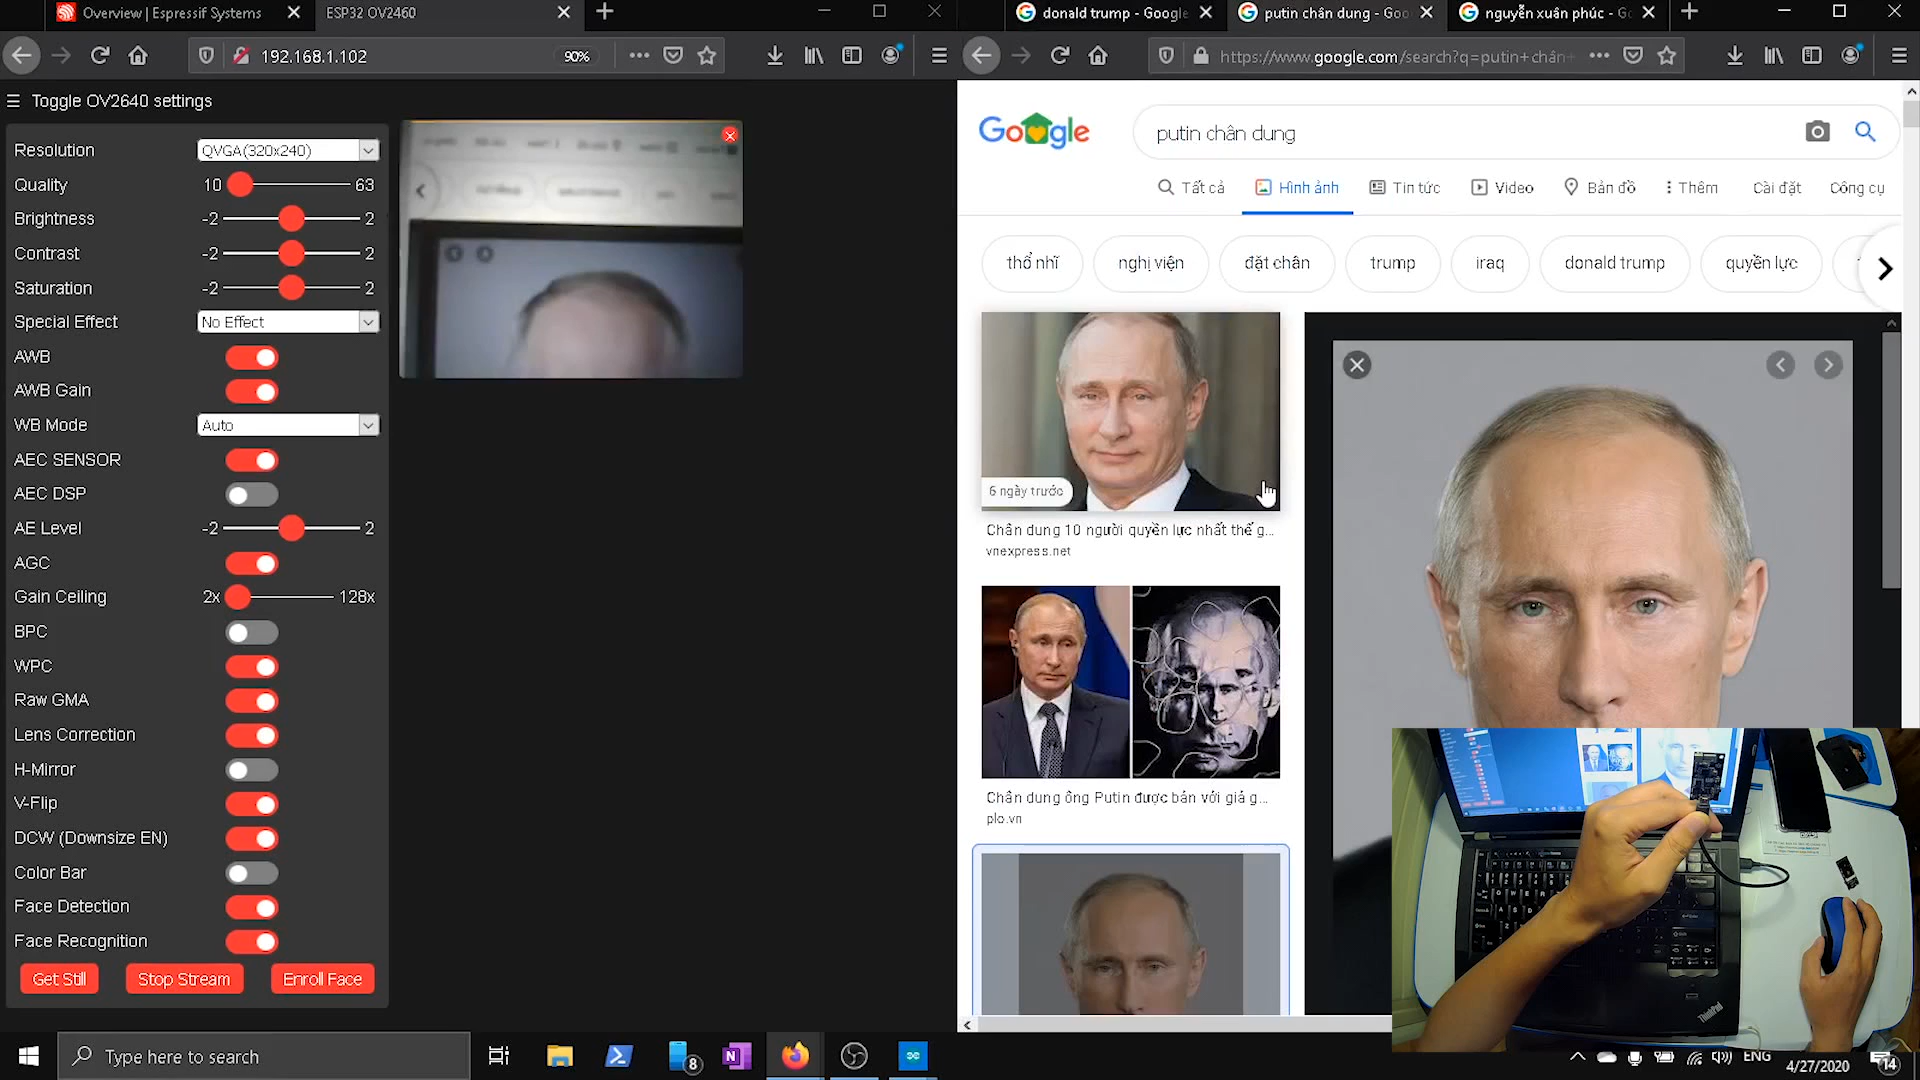 Overview | Espressif Systems
ESP32 OV2460
192.168.1.102
90%
Toggle OV2640 settings
Resolution
QVGA(320x240)
Quality
10
63
Brightness
-2
2
Contrast
-2
2
Saturation
-2
2
Special Effect
No Effect
AWB
AWB Gain
WB Mode
Auto
AEC SENSOR
AEC DSP
AE Level
-2
2
AGC
Gain Ceiling
2x
128x
BPC
WPC
Raw GMA
Lens Correction
H-Mirror
V-Flip
DCW (Downsize EN)
Color Bar
Face Detection
Face Recognition
Get Still
Stop Stream
Enroll Face
donald trump - Google
putin chân dung - Goo
nguyễn xuân phúc - Go
https://www.google.com/search?q=putin+chân+
Google
putin chân dung
Tất cả
Hình ảnh
Tin tức
Video
Bản đồ
Thêm
Cài đặt
Công cụ
thổ nhĩ
nghị viện
đặt chân
trump
iraq
donald trump
quyền lực
6 ngày trước
Chân dung 10 người quyền lực nhất thế g...
vnexpress.net
Chân dung ông Putin được bán với giá g...
plo.vn
ThinkPad
Type here to search
8
N
ENG
4/27/2020
14